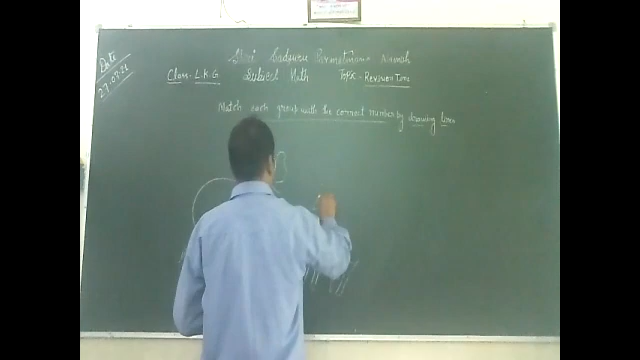 Shri Sadguru Parmatmane Namah
Date
27.07.21
Class - L.K.G. Subject Math Topic - Revision Time
Match each group with the correct number by drawing lines